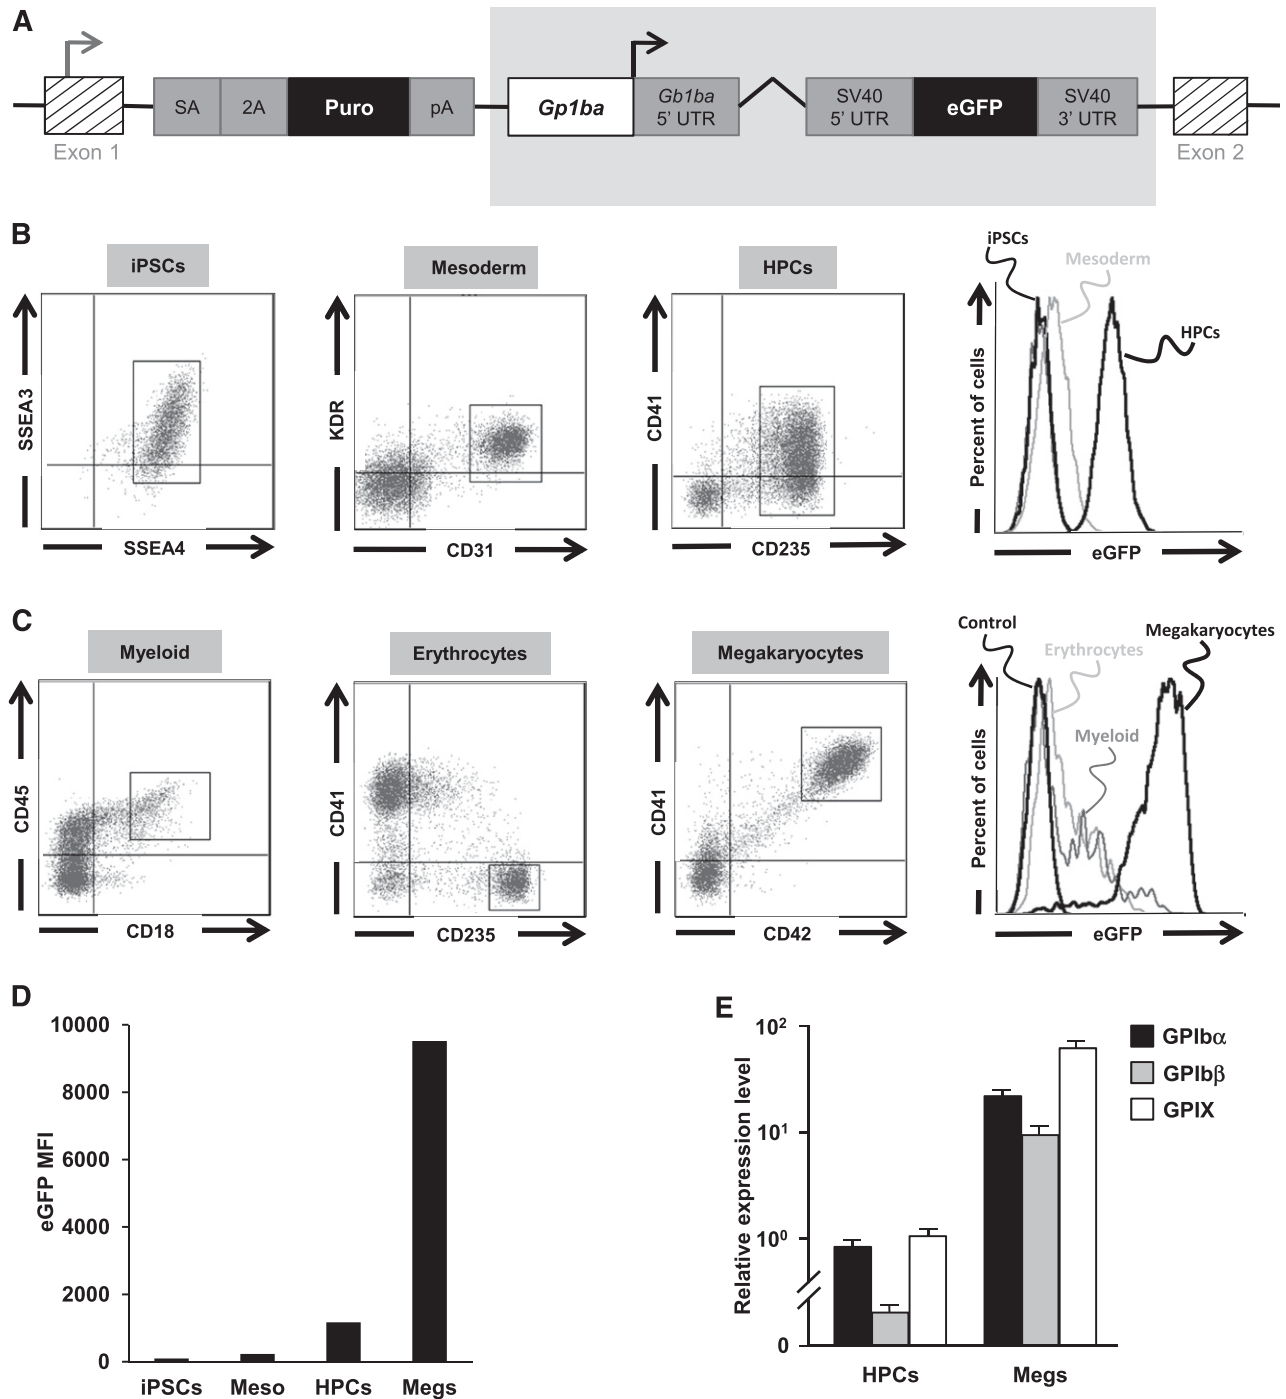 A
SA
2A
Puro
pA
Gp1ba
Gb1ba
5’ UTR
SV40
5’ UTR
eGFP
SV40
3’ UTR
Exon 1
Exon 2
B
iPSCs
Mesoderm
HPCs
SSEA3
SSEA4
KDR
CD31
CD41
CD235
iPSCs
Mesoderm
HPCs
Percent of cells
eGFP
C
Myeloid
Erythrocytes
Megakaryocytes
CD45
CD18
CD41
CD235
CD41
CD42
Control
Erythrocytes
Megakaryocytes
Myeloid
Percent of cells
eGFP
D
10000
8000
6000
4000
2000
0
eGFP MFI
iPSCs
Meso
HPCs
Megs
E
10²
10¹
10⁰
0
Relative expression level
HPCs
Megs
GPIbα
GPIbβ
GPIX